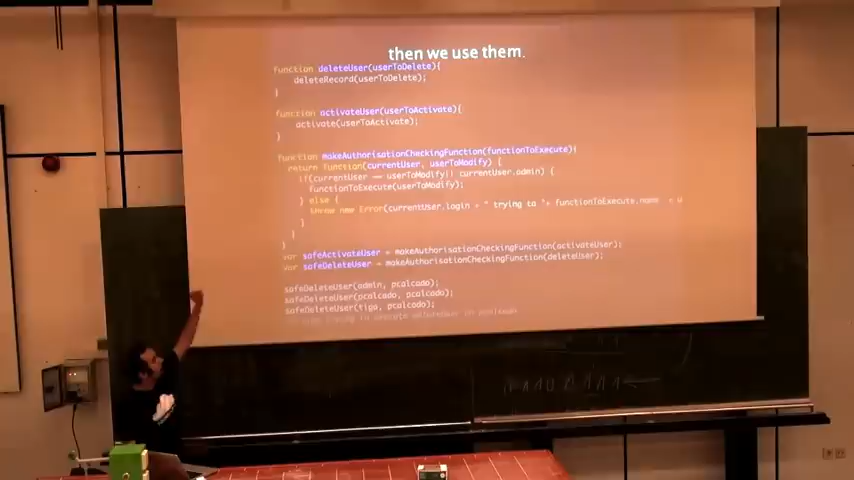 then we use them.
function deleteUser(userToDelete){
deleteRecord(userToDelete);
}
function activateUser(userToActivate){
activate(userToActivate);
}
function makeAuthorisationCheckingFunction(functionToExecute){
return function(currentUser, userToModify) {
if(currentUser == userToModify|| currentUser.admin) {
functionToExecute(userToModify);
} else {
throw new Error(currentUser.login + " trying to "+ functionToExecute.name + u
}
}
}
var safeActivateUser = makeAuthorisationCheckingFunction(activateUser);
var safeDeleteUser = makeAuthorisationCheckingFunction(deleteUser);
safeDeleteUser(admin, pcalcado);
safeDeleteUser(pcalcado, pcalcado);
safeDeleteUser(tiga, pcalcado);